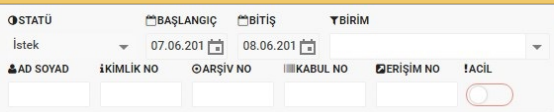 STATÜ BAŞLANGIÇ BİTİŞ BİRİM
İstek 07.06.201 08.06.201
AD SOYAD KİMLİK NO ARŞİV NO KABUL NO ERİŞİM NO !ACİL